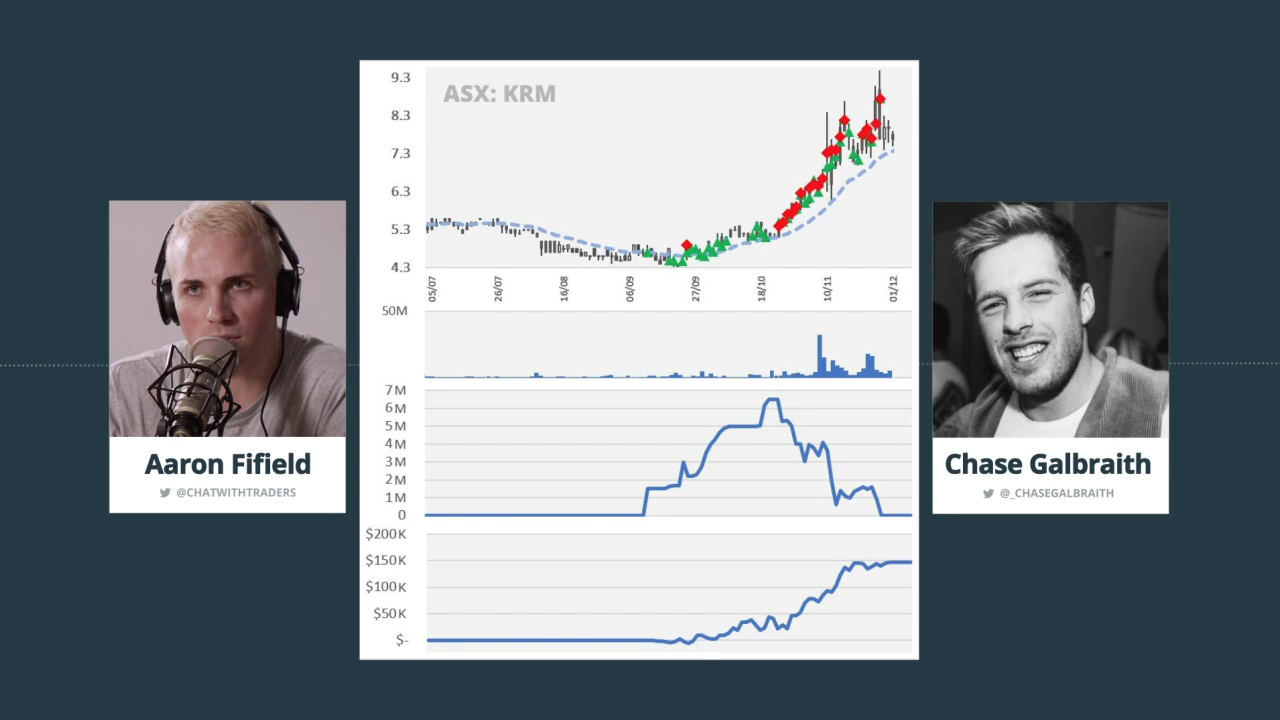 ASX: KRM
9.3
8.3
7.3
6.3
5.3
4.3
05/07
26/07
16/08
06/09
27/09
18/10
10/11
01/12
50M
7M
6M
5M
4M
3M
2M
1M
0
$200K
$150K
$100K
$50K
$-
Aaron Fifield
@CHATWITHTRADERS
Chase Galbraith
@_CHASEGALBRAITH